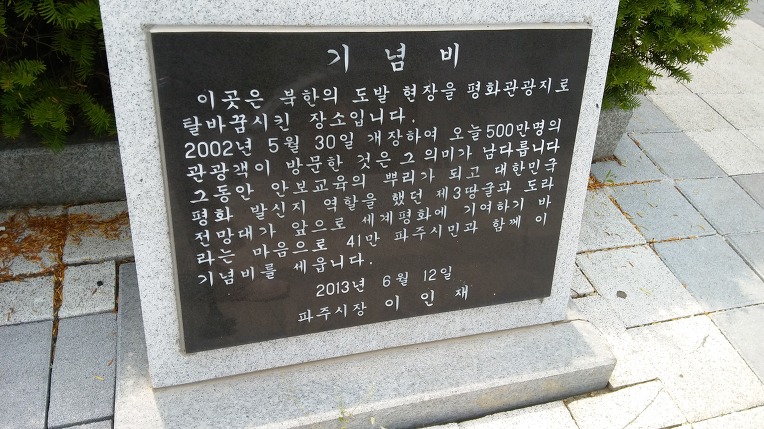 기념비
이곳은 북한의 도발 현장을 평화관광지로
탈바꿈시킨 장소입니다.
2002년 5월 30일 개장하여 오늘500만명의
관광객이 방문한 것은 그 의미가 남다릅니다
그동안 안보교육의 뿌리가 되고 대한민국
평화 발신지 역할을 했던 제3땅굴과 도라
전망대가 앞으로 세계평화에 기여하기 바
라는 마음으로 41만 파주시민과 함께 이
기념비를 세웁니다.
2013년 6월 12일
파주시장 이인재